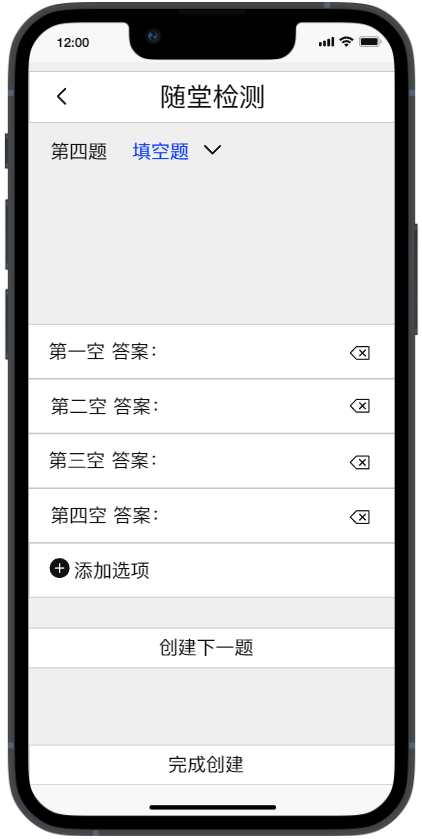 12:00
随堂检测
第四题 填空题
第一空 答案：
第二空 答案：
第三空 答案：
第四空 答案：
添加选项
创建下一题
完成创建